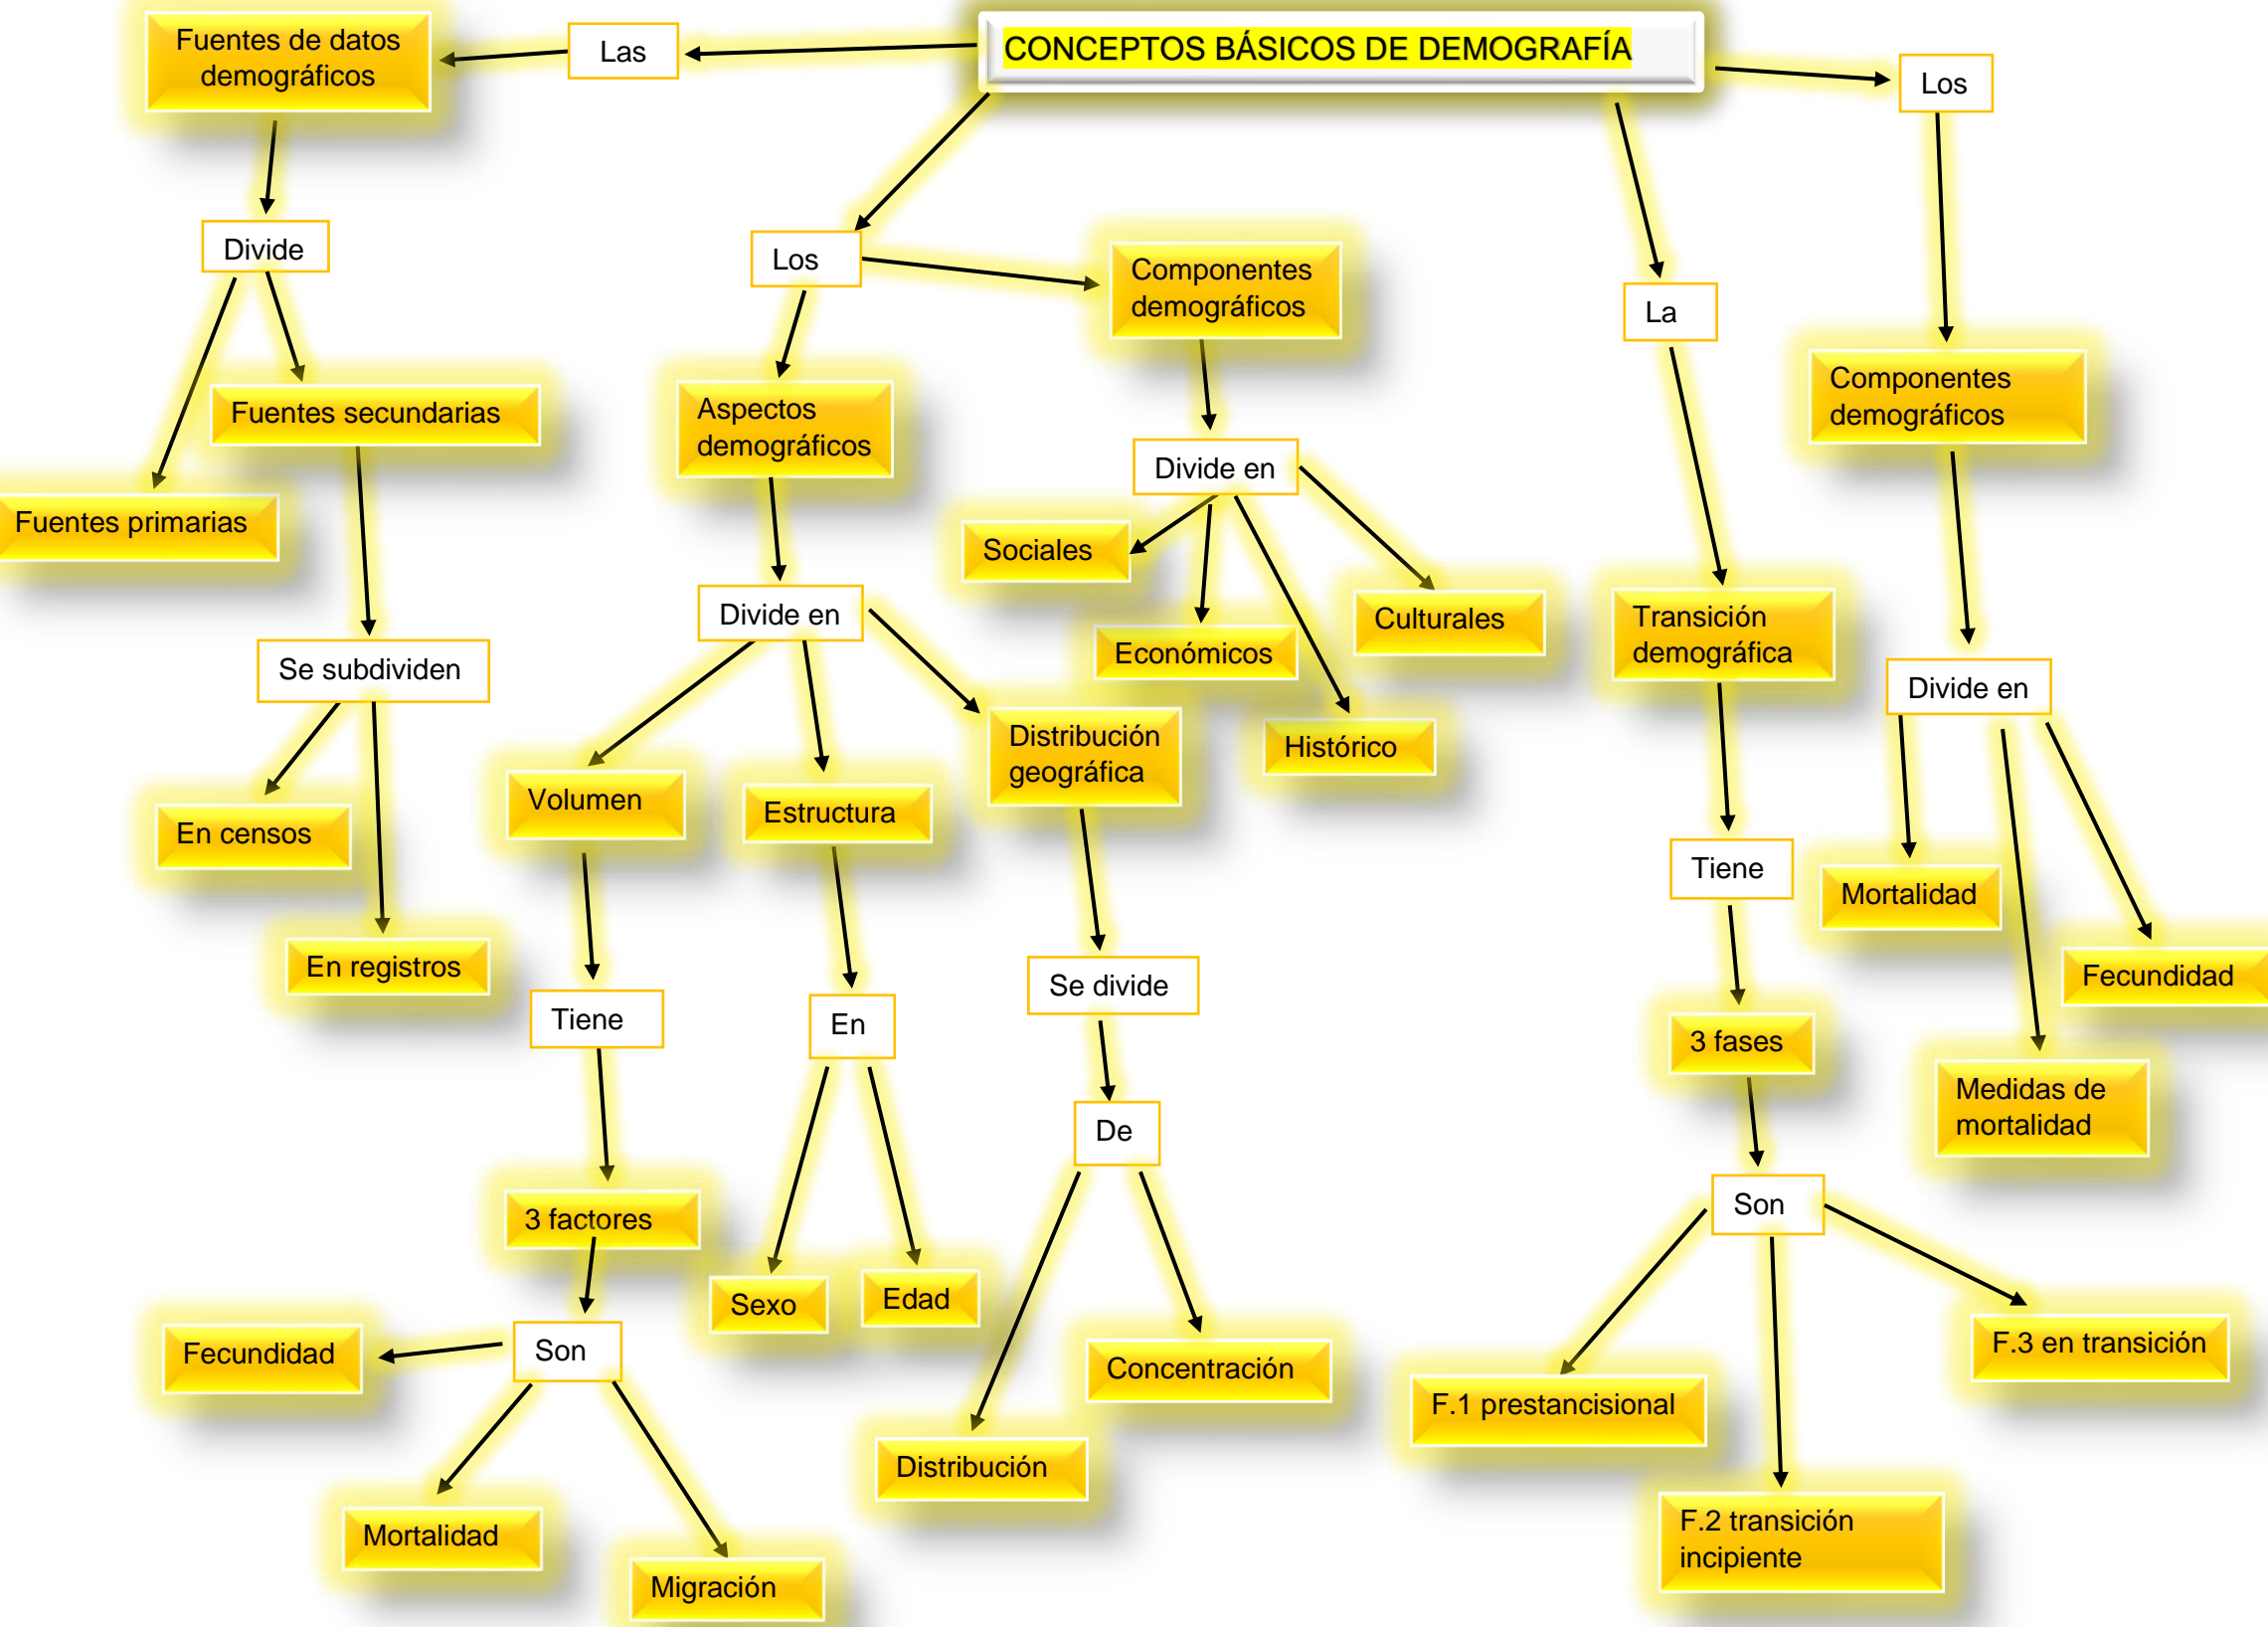 CONCEPTOS BÁSICOS DE DEMOGRAFÍA
Las
Fuentes de datos
demográficos
Divide
Fuentes secundarias
Fuentes primarias
Se subdividen
En censos
En registros
Los
Aspectos
demográficos
Divide en
Volumen
Tiene
3 factores
Son
Fecundidad
Mortalidad
Migración
Estructura
En
Sexo
Edad
Distribución
geográfica
Se divide
De
Concentración
Distribución
Componentes
demográficos
Divide en
Sociales
Económicos
Histórico
Culturales
La
Transición
demográfica
Tiene
3 fases
Son
F.1 prestancisional
F.2 transición
incipiente
F.3 en transición
Los
Componentes
demográficos
Divide en
Mortalidad
Medidas de
mortalidad
Fecundidad